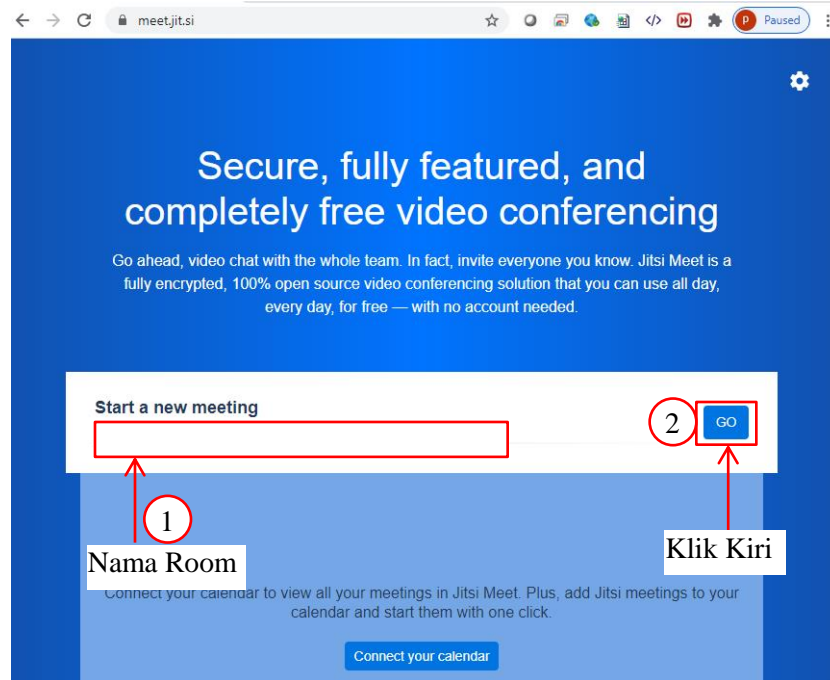 meet.jit.si
P Paused
Secure, fully featured, and
completely free video conferencing
Go ahead, video chat with the whole team. In fact, invite everyone you know. Jitsi Meet is a
fully encrypted, 100% open source video conferencing solution that you can use all day,
every day, for free — with no account needed.
Start a new meeting
2
GO
1
Nama Room
Klik Kiri
Connect your calendar to view all your meetings in Jitsi Meet. Plus, add Jitsi meetings to your
calendar and start them with one click.
Connect your calendar